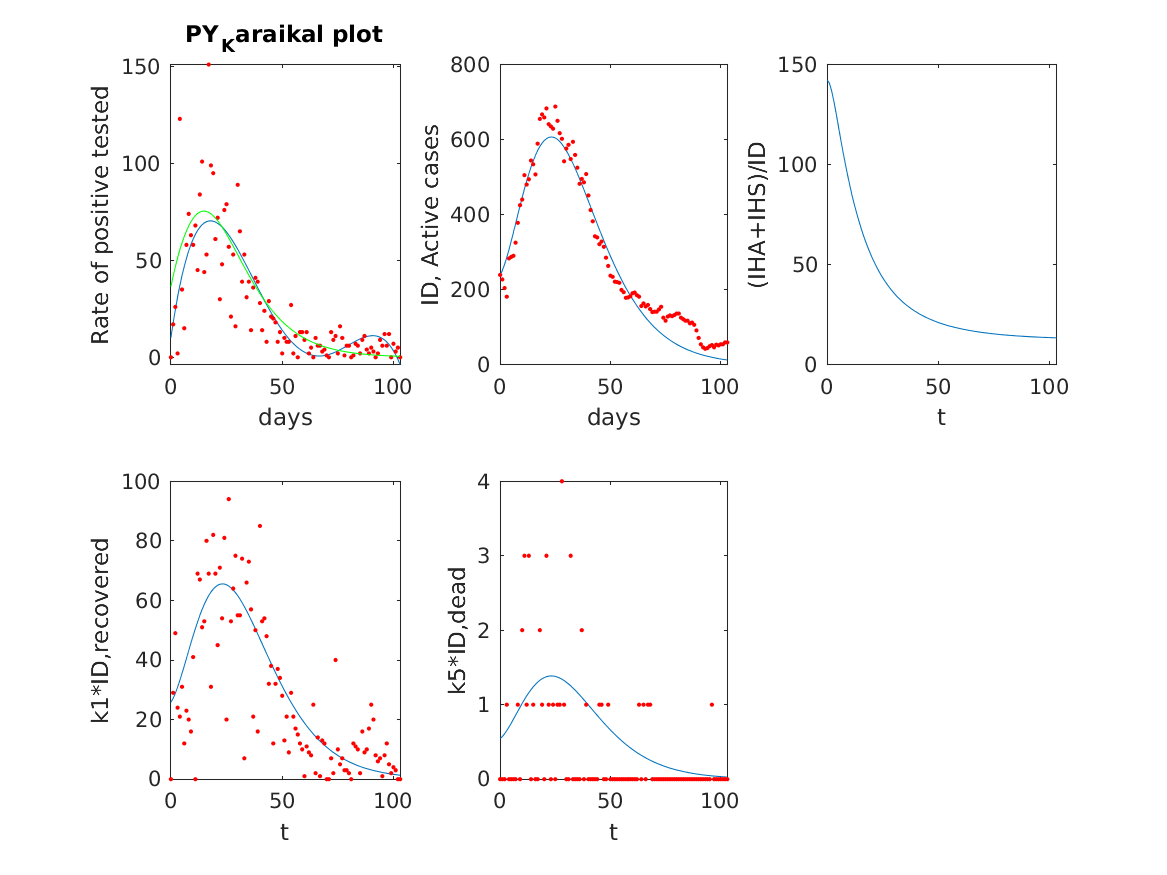 PY_Karaikal plot
150
100
50
0
0 50 100
Rate of positive tested
days
800
600
400
200
0
0 50 100
ID, Active cases
days
150
100
50
0
0 50 100
(IHA+IHS)/ID
t
100
80
60
40
20
0
0 50 100
k1*ID,recovered
t
4
3
2
1
0
0 50 100
k5*ID,dead
t